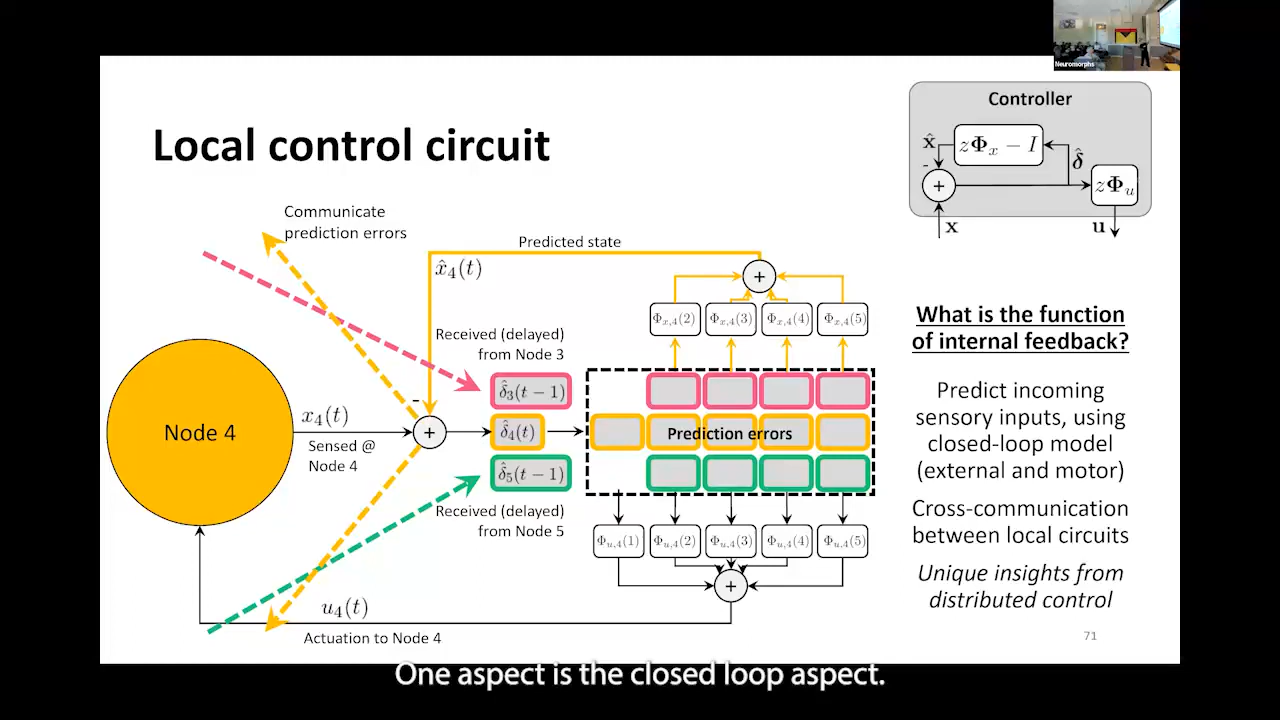 Neuromorphs
Controller
x̂
zΦx − I
δ̂
-
+
zΦu
x
u
Local control circuit
Communicate
prediction errors
Predicted state
x̂4(t)
+
Φx,4(2) Φx,4(3) Φx,4(4) Φx,4(5)
Received (delayed)
from Node 3
δ̂3(t − 1)
-
Node 4
x4(t)
Sensed @
Node 4
+
δ̂4(t)
Prediction errors
δ̂5(t − 1)
Received (delayed)
from Node 5
Φu,4(1) Φu,4(2) Φu,4(3) Φu,4(4) Φu,4(5)
+
u4(t)
Actuation to Node 4
What is the function
of internal feedback?
Predict incoming
sensory inputs, using
closed-loop model
(external and motor)
Cross-communication
between local circuits
Unique insights from
distributed control
71
One aspect is the closed loop aspect.